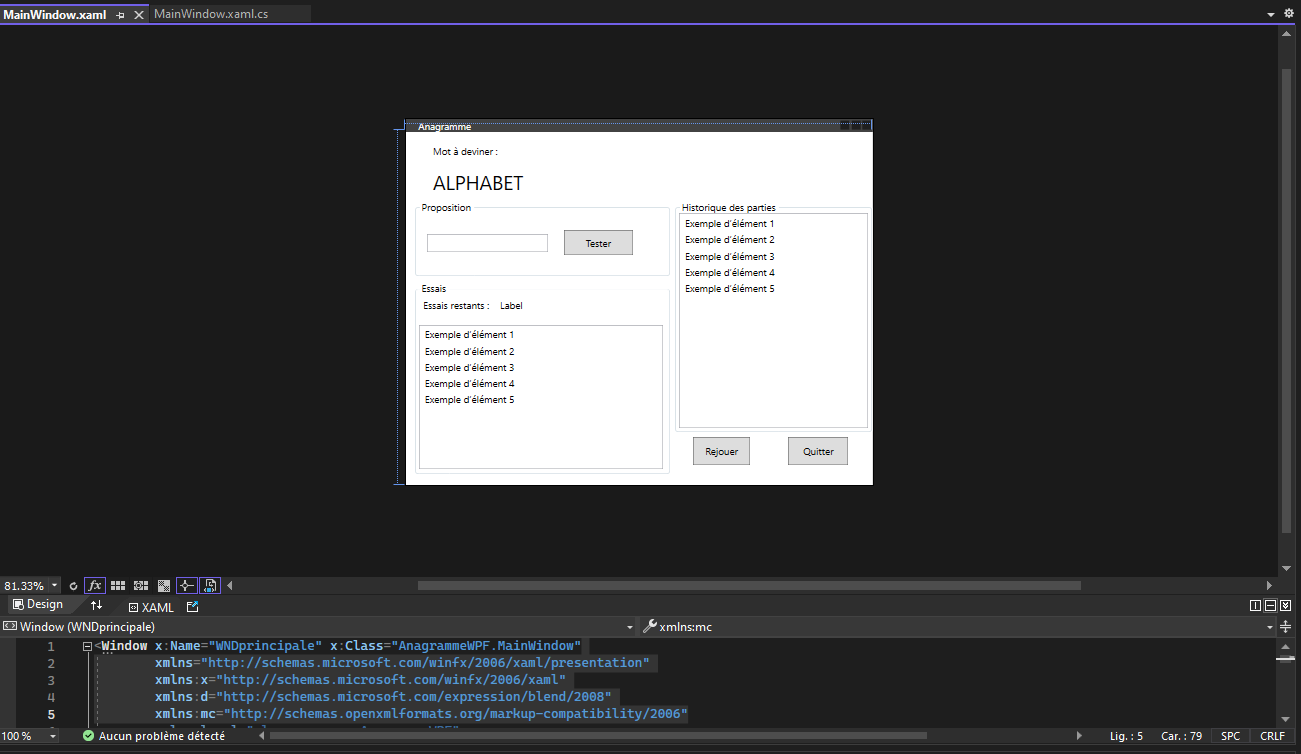 MainWindow.xaml MainWindow.xaml.cs
Anagramme
Mot à deviner :
ALPHABET
Proposition
Tester
Essais
Essais restants : Label
Exemple d'élément 1
Exemple d'élément 2
Exemple d'élément 3
Exemple d'élément 4
Exemple d'élément 5
Historique des parties
Exemple d'élément 1
Exemple d'élément 2
Exemple d'élément 3
Exemple d'élément 4
Exemple d'élément 5
Rejouer Quitter
81.33% fx
Design XAML
Window (WNDprincipale) xmlns:mc
1 <Window x:Name="WNDprincipale" x:Class="AnagrammeWPF.MainWindow"
2 xmlns="http://schemas.microsoft.com/winfx/2006/xaml/presentation"
3 xmlns:x="http://schemas.microsoft.com/winfx/2006/xaml"
4 xmlns:d="http://schemas.microsoft.com/expression/blend/2008"
5 xmlns:mc="http://schemas.openxmlformats.org/markup-compatibility/2006"
100 % Aucun problème détecté Lig. : 5 Car. : 79 SPC CRLF